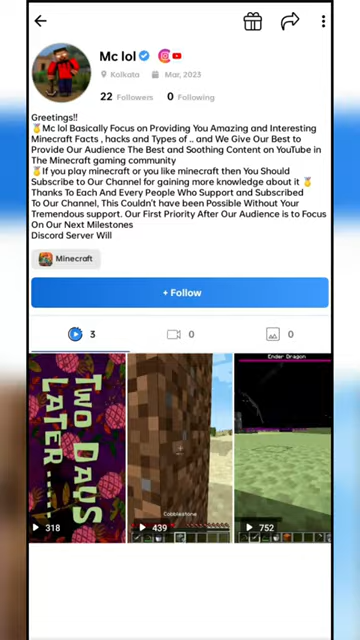 Mc lol
Kolkata Mar, 2023
22 Followers 0 Following
Greetings!!
🏅Mc lol Basically Focus on Providing You Amazing and Interesting
Minecraft Facts , hacks and Types of .. and We Give Our Best to
Provide Our Audience The Best and Soothing Content on YouTube in
The Minecraft gaming community
🏅If you play minecraft or you like minecraft then You Should
Subscribe to Our Channel for gaining more knowledge about it 🏅
Thanks To Each And Every People Who Support and Subscribed
To Our Channel, This Couldn't have been Possible Without your
Tremendous support. Our First Priority After Our Audience is to Focus
On Our Next Milestones
Discord Server Will
Minecraft
+ Follow
3 0 0
TWO DAYS
LATER .....
318
Cobblestone
439
Ender Dragon
752